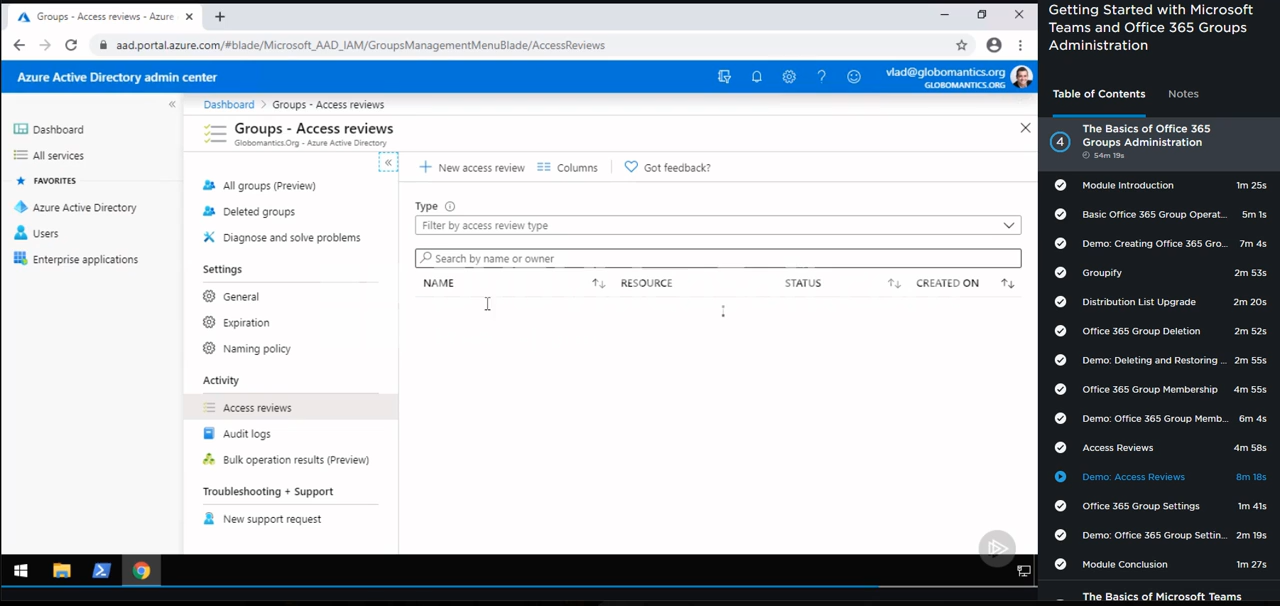 Groups - Access reviews - Azure
aad.portal.azure.com/#blade/Microsoft_AAD_IAM/GroupsManagementMenuBlade/AccessReviews
Azure Active Directory admin center
vlad@globomantics.org
GLOBOMANTICS.ORG
Dashboard
All services
FAVORITES
Azure Active Directory
Users
Enterprise applications
Dashboard > Groups - Access reviews
Groups - Access reviews
Globomantics.Org - Azure Active Directory
All groups (Preview)
Deleted groups
Diagnose and solve problems
Settings
General
Expiration
Naming policy
Activity
Access reviews
Audit logs
Bulk operation results (Preview)
Troubleshooting + Support
New support request
New access review
Columns
Got feedback?
Type
Filter by access review type
Search by name or owner
NAME RESOURCE STATUS CREATED ON
Getting Started with Microsoft
Teams and Office 365 Groups
Administration
Table of Contents Notes
4
The Basics of Office 365
Groups Administration
54m 19s
Module Introduction 1m 25s
Basic Office 365 Group Operat... 5m 1s
Demo: Creating Office 365 Gro... 7m 4s
Groupify 2m 53s
Distribution List Upgrade 2m 20s
Office 365 Group Deletion 2m 52s
Demo: Deleting and Restoring ... 2m 55s
Office 365 Group Membership 4m 55s
Demo: Office 365 Group Memb... 6m 4s
Access Reviews 4m 58s
Demo: Access Reviews 8m 18s
Office 365 Group Settings 1m 41s
Demo: Office 365 Group Settin... 2m 19s
Module Conclusion 1m 27s
The Basics of Microsoft Teams